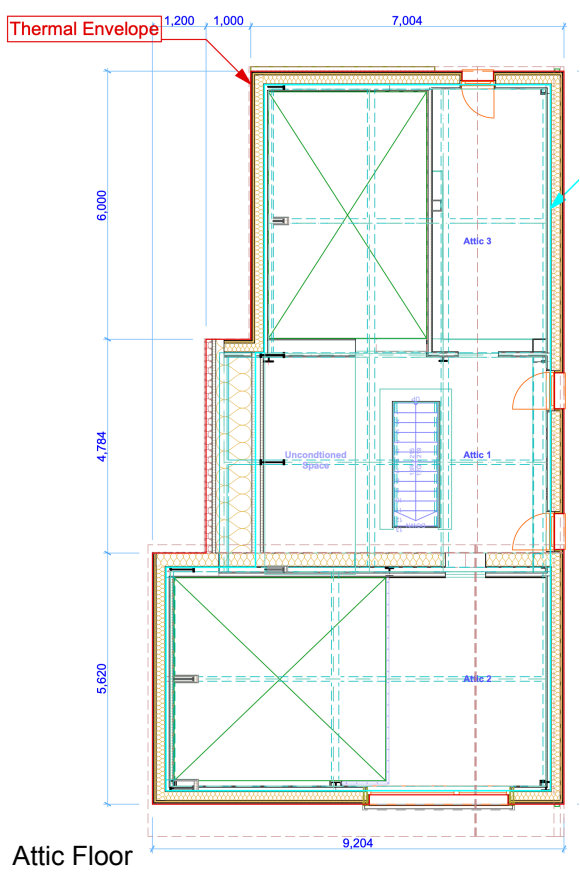 1,200
1,000
7,004
Thermal Envelope
6,000
Attic 3
4,784
Uncondtioned
Space
Attic 1
5,620
Attic 2
9,204
Attic Floor